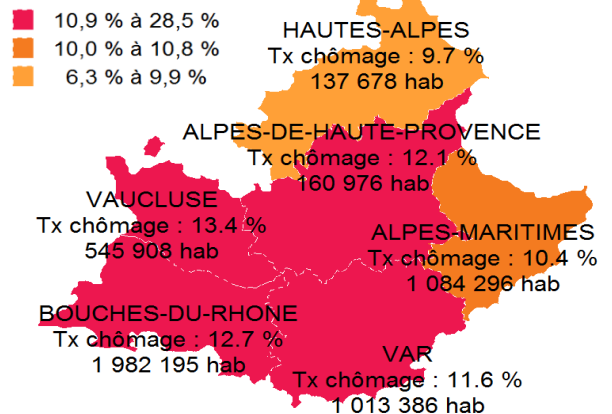 10,9 % à 28,5 %
10,0 % à 10,8 %
6,3 % à 9,9 %
HAUTES-ALPES
Tx chômage : 9.7 %
137 678 hab
ALPES-DE-HAUTE-PROVENCE
Tx chômage : 12.1 %
160 976 hab
VAUCLUSE
Tx chômage : 13.4 %
545 908 hab
ALPES-MARITIMES
Tx chômage : 10.4 %
1 084 296 hab
BOUCHES-DU-RHONE
Tx chômage : 12.7 %
1 982 195 hab
VAR
Tx chômage : 11.6 %
1 013 386 hab